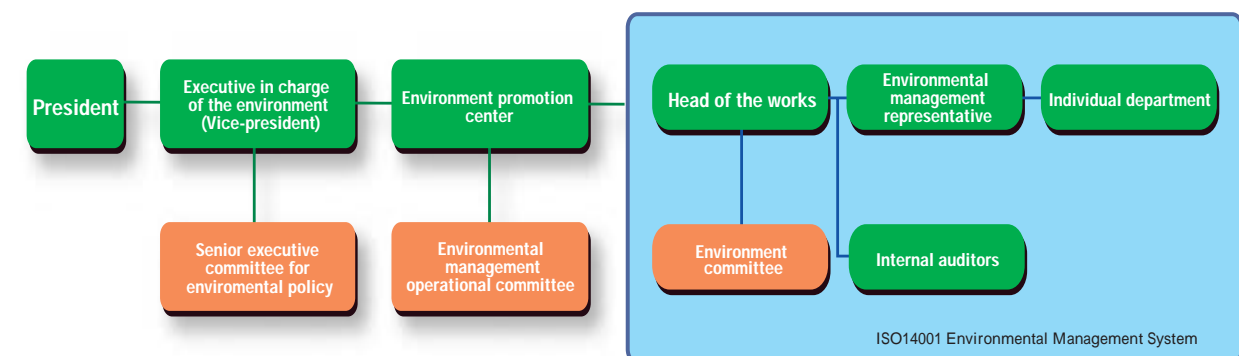 President
Executive in charge
of the environment
(Vice-president)
Environment promotion
center
Head of the works
Environmental
management
representative
Individual department
Senior executive
committee for
enviromental policy
Environmental
management
operational committee
Environment
committee
Internal auditors
ISO14001 Environmental Management System